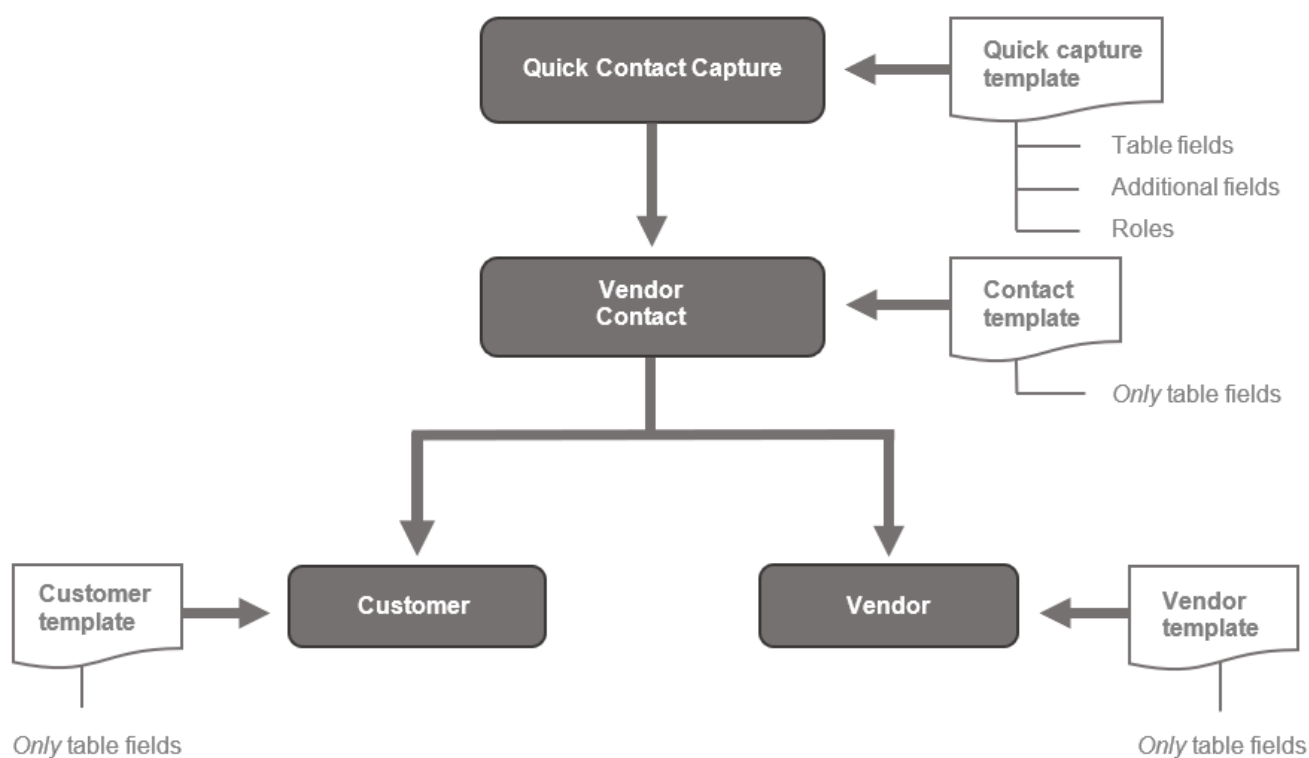 Quick Contact Capture
Quick capture
template
Table fields
Additional fields
Roles
Vendor
Contact
Contact
template
Only table fields
Customer
template
Customer
Vendor
Vendor
template
Only table fields
Only table fields